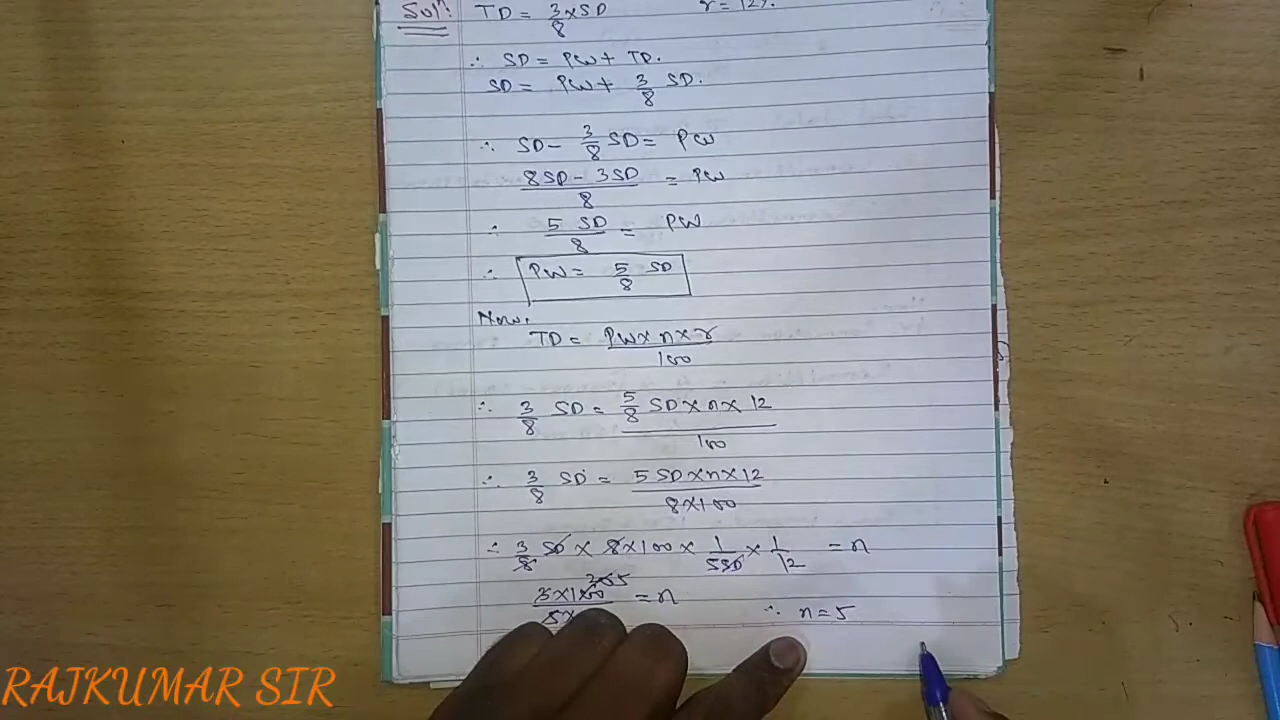 Solⁿ: TD = 3/8 × SD r = 12%.
∴ SD = PW + TD.
SD = PW + 3/8 SD.
∴ SD - 3/8 SD = PW
8SD - 3SD / 8 = PW
∴ 5 SD / 8 = PW
∴ PW = 5/8 SD
Now,
TD = PW × n × r / 100
∴ 3/8 SD = 5/8 SD × n × 12 / 100
∴ 3/8 SD = 5 SD × n × 12 / 8 × 100
∴ 3/8 SD × 8 × 100 × 1/5SD × 1/12 = n
3 × 100 / 5 × = n ∴ n = 5
RAJKUMAR SIR